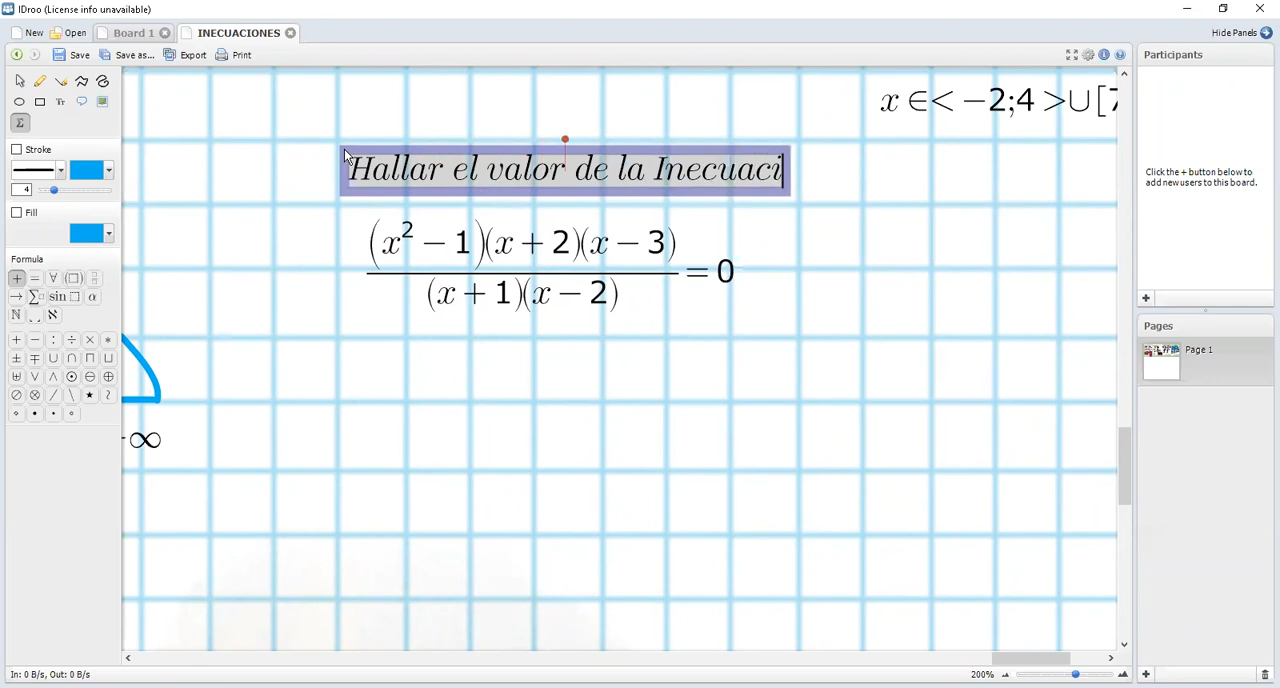 IDroo (License info unavailable)
New Open Board 1 INECUACIONES Hide Panels
Save Save as... Export Print
Participants
Click the + button below to
add new users to this board.
Pages
Page 1
Tr
Σ
Stroke
4
Fill
Formula
+ = ∀ (□)
→ Σ□ sin □ α
ℕ ℵ
+ − : ÷ × ∗
± ∓ ∪ ∩ ⊓ ⊔
⊎ ∨ ∧ ⊙ ⊖ ⊕
⊘ ⊗ / \ ★ ≀
x ∈< −2;4 >∪[7
Hallar el valor de la Inecuaci
(x² − 1)(x + 2)(x − 3)
= 0
(x + 1)(x − 2)
∞
In: 0 B/s, Out: 0 B/s
200%